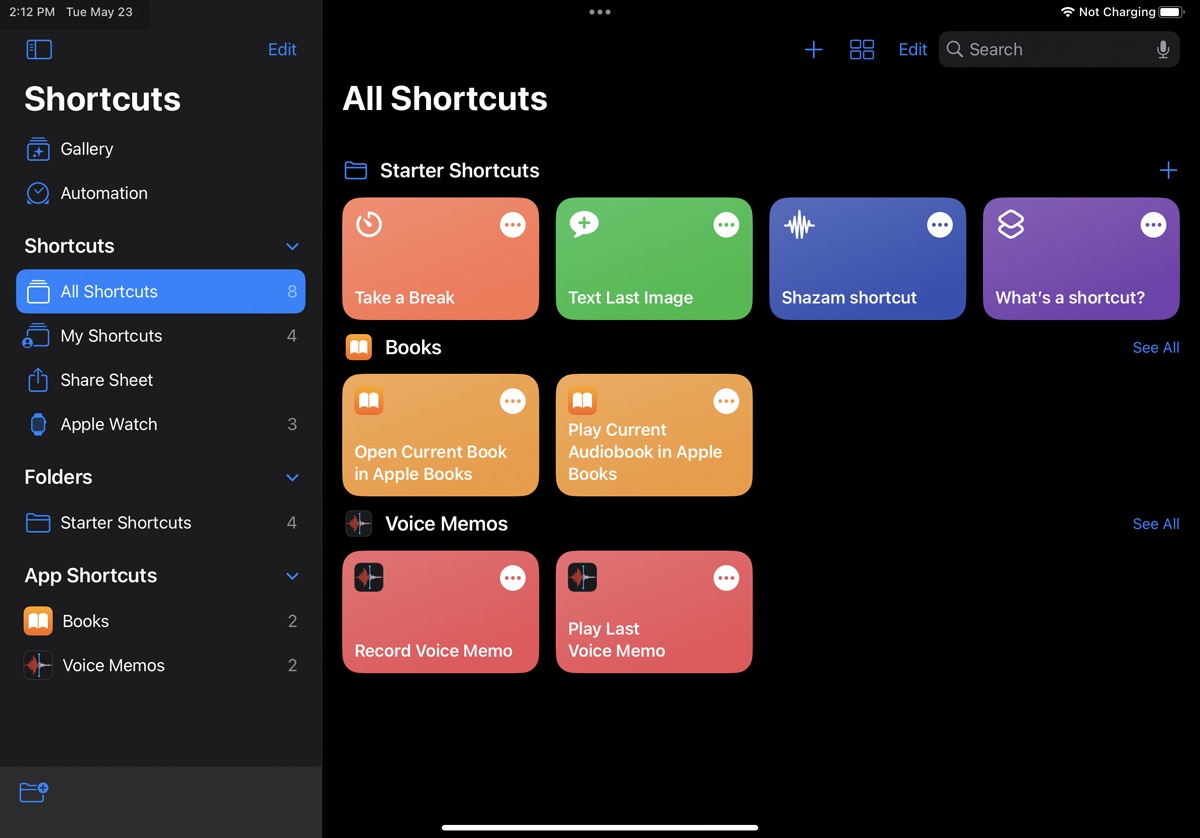 2:12 PM Tue May 23
Not Charging
Edit
Edit
Search
Shortcuts
Gallery
Automation
Shortcuts
All Shortcuts 8
My Shortcuts 4
Share Sheet
Apple Watch 3
Folders
Starter Shortcuts 4
App Shortcuts
Books 2
Voice Memos 2
All Shortcuts
Starter Shortcuts
Take a Break
Text Last Image
Shazam shortcut
What’s a shortcut?
Books
See All
Open Current Book
in Apple Books
Play Current
Audiobook in Apple
Books
Voice Memos
See All
Record Voice Memo
Play Last
Voice Memo